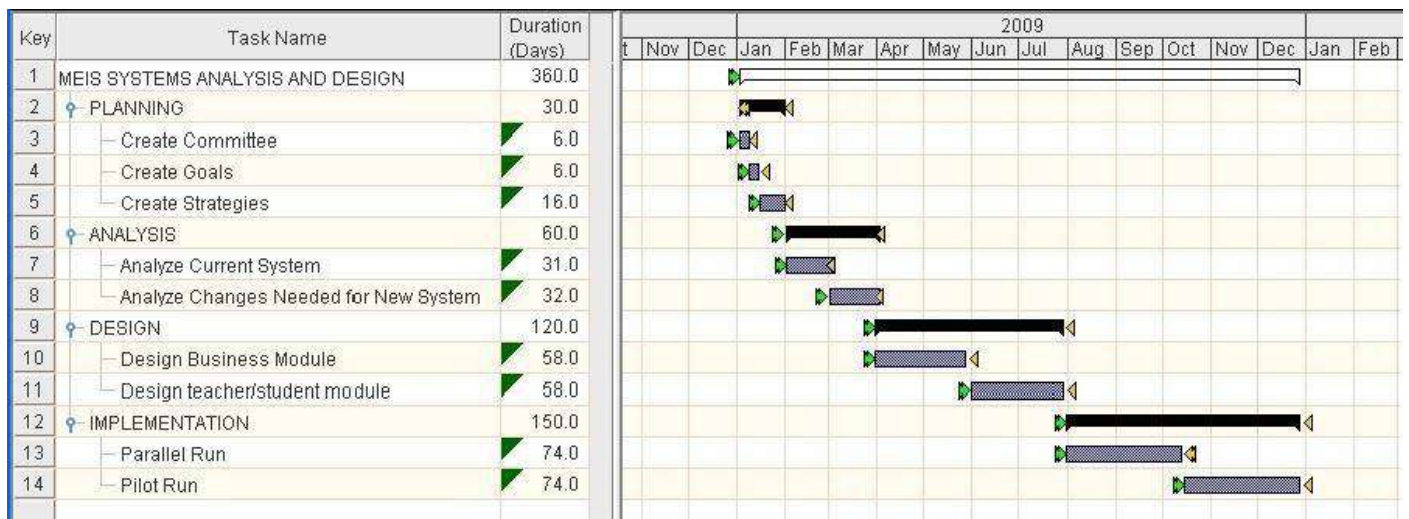 Key Task Name Duration (Days)
2009
t Nov Dec Jan Feb Mar Apr May Jun Jul Aug Sep Oct Nov Dec Jan Feb
1 MEIS SYSTEMS ANALYSIS AND DESIGN 360.0
2 PLANNING 30.0
3 Create Committee 6.0
4 Create Goals 6.0
5 Create Strategies 16.0
6 ANALYSIS 60.0
7 Analyze Current System 31.0
8 Analyze Changes Needed for New System 32.0
9 DESIGN 120.0
10 Design Business Module 58.0
11 Design teacher/student module 58.0
12 IMPLEMENTATION 150.0
13 Parallel Run 74.0
14 Pilot Run 74.0